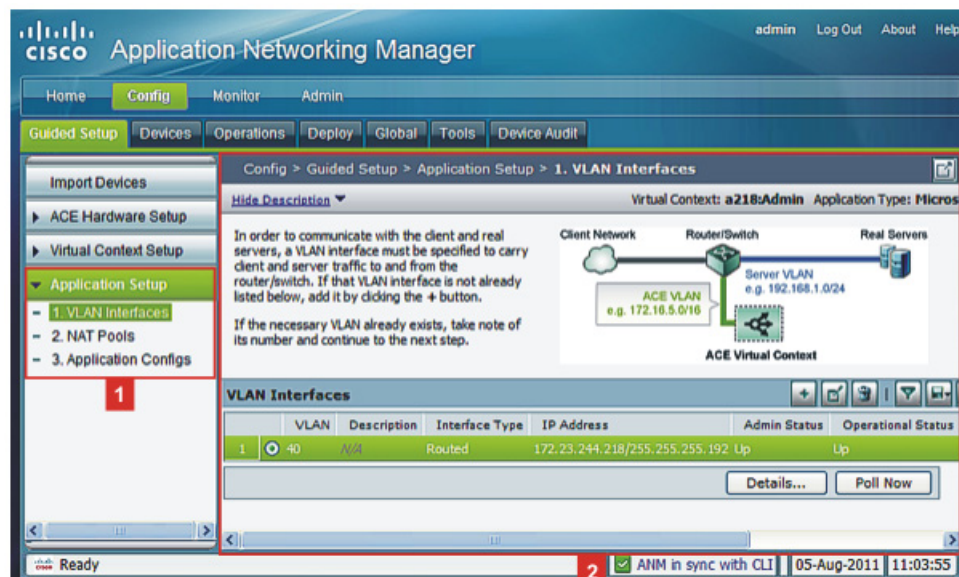 CISCO Application Networking Manager
admin Log Out About Help
Home Config Monitor Admin
Guided Setup Devices Operations Deploy Global Tools Device Audit
Import Devices
ACE Hardware Setup
Virtual Context Setup
Application Setup
1. VLAN Interfaces
2. NAT Pools
3. Application Configs
1
Config > Guided Setup > Application Setup > 1. VLAN Interfaces
Hide Description
Virtual Context: a218:Admin Application Type: Micros
In order to communicate with the client and real
servers, a VLAN interface must be specified to carry
client and server traffic to and from the
router/switch. If that VLAN interface is not already
listed below, add it by clicking the + button.
If the necessary VLAN already exists, take note of
its number and continue to the next step.
Client Network Router/Switch Real Servers
Server VLAN
e.g. 192.168.1.0/24
ACE VLAN
e.g. 172.16.5.0/16
ACE Virtual Context
VLAN Interfaces
VLAN Description Interface Type IP Address Admin Status Operational Status
1 40 N/A Routed 172.23.244.218/255.255.255.192 Up Up
Details... Poll Now
Ready
2
ANM in sync with CLI 05-Aug-2011 11:03:55